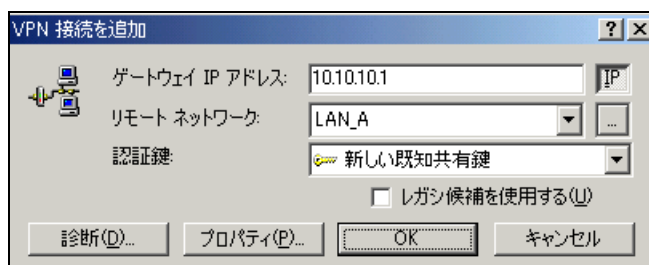 VPN 接続を追加
ゲートウェイ IP アドレス: 10.10.10.1 IP
リモート ネットワーク: LAN_A ...
認証鍵: 新しい既知共有鍵
レガシ候補を使用する(U)
診断(D)... プロパティ(P)... OK キャンセル